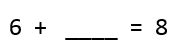 6 + ____ = 8